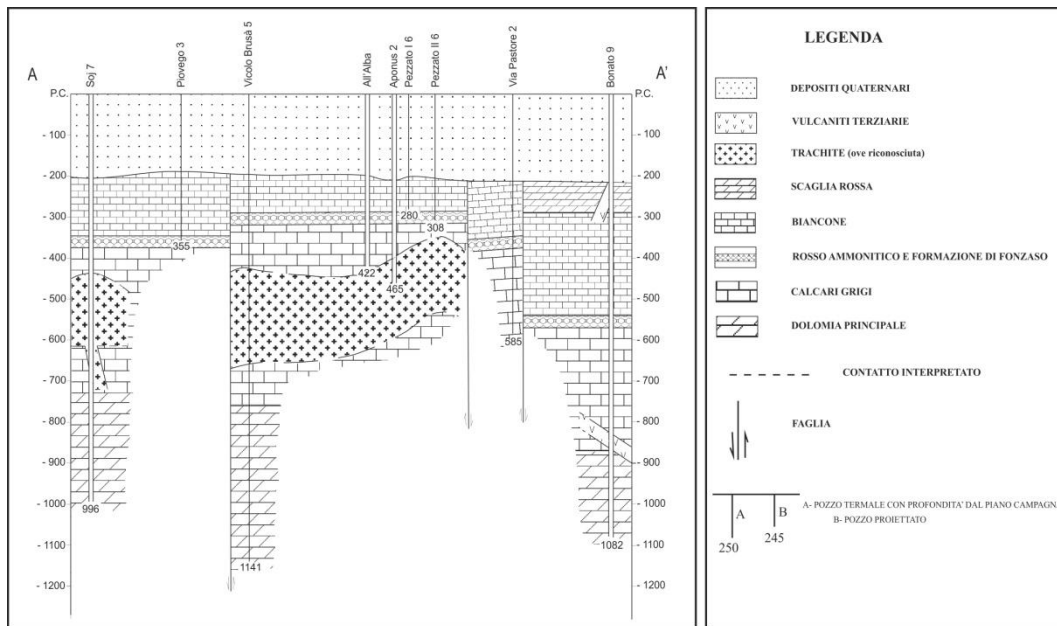 Soj 7
Piovego 3
Vicolo Brusà 5
All'Alba
Aponus 2
Pezzato I 6
Pezzato II 6
Via Pastore 2
Bonato 9
A
A'
P.C.
P.C.
- 100
- 100
- 200
- 200
- 300
- 300
- 400
- 400
- 500
- 500
- 600
- 600
- 700
- 700
- 800
- 800
- 900
- 900
- 1000
- 1000
- 1100
- 1100
- 1200
- 1200
280
308
355
422
465
585
996
1082
1141
LEGENDA
DEPOSITI QUATERNARI
VULCANITI TERZIARIE
TRACHITE (ove riconosciuta)
SCAGLIA ROSSA
BIANCONE
ROSSO AMMONITICO E FORMAZIONE DI FONZASO
CALCARI GRIGI
DOLOMIA PRINCIPALE
CONTATTO INTERPRETATO
FAGLIA
A- POZZO TERMALE CON PROFONDITA' DAL PIANO CAMPAGNA
B- POZZO PROIETTATO
A
B
250
245